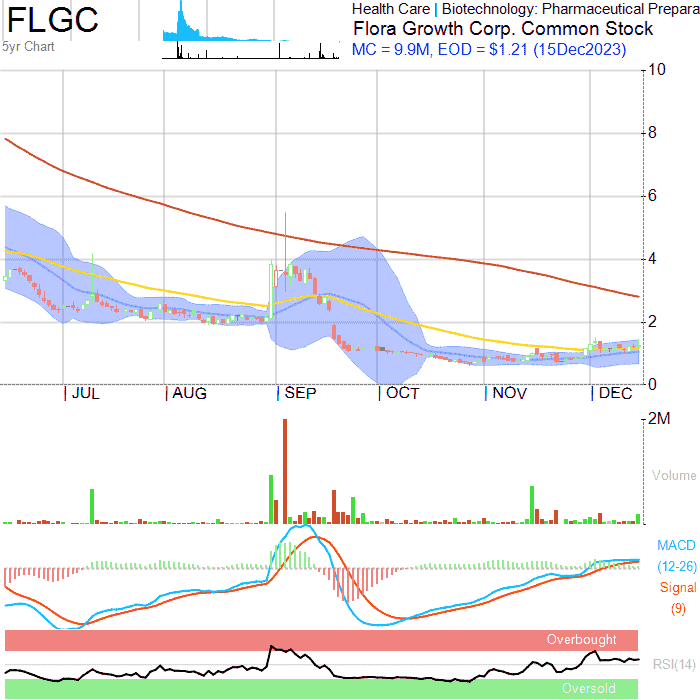 FLGC
5yr Chart
Health Care | Biotechnology: Pharmaceutical Prepara
Flora Growth Corp. Common Stock
MC = 9.9M, EOD = $1.21 (15Dec2023)
10
8
6
4
2
0
JUL
AUG
SEP
OCT
NOV
DEC
2M
Volume
MACD
(12-26)
Signal
(9)
Overbought
RSI(14)
Oversold